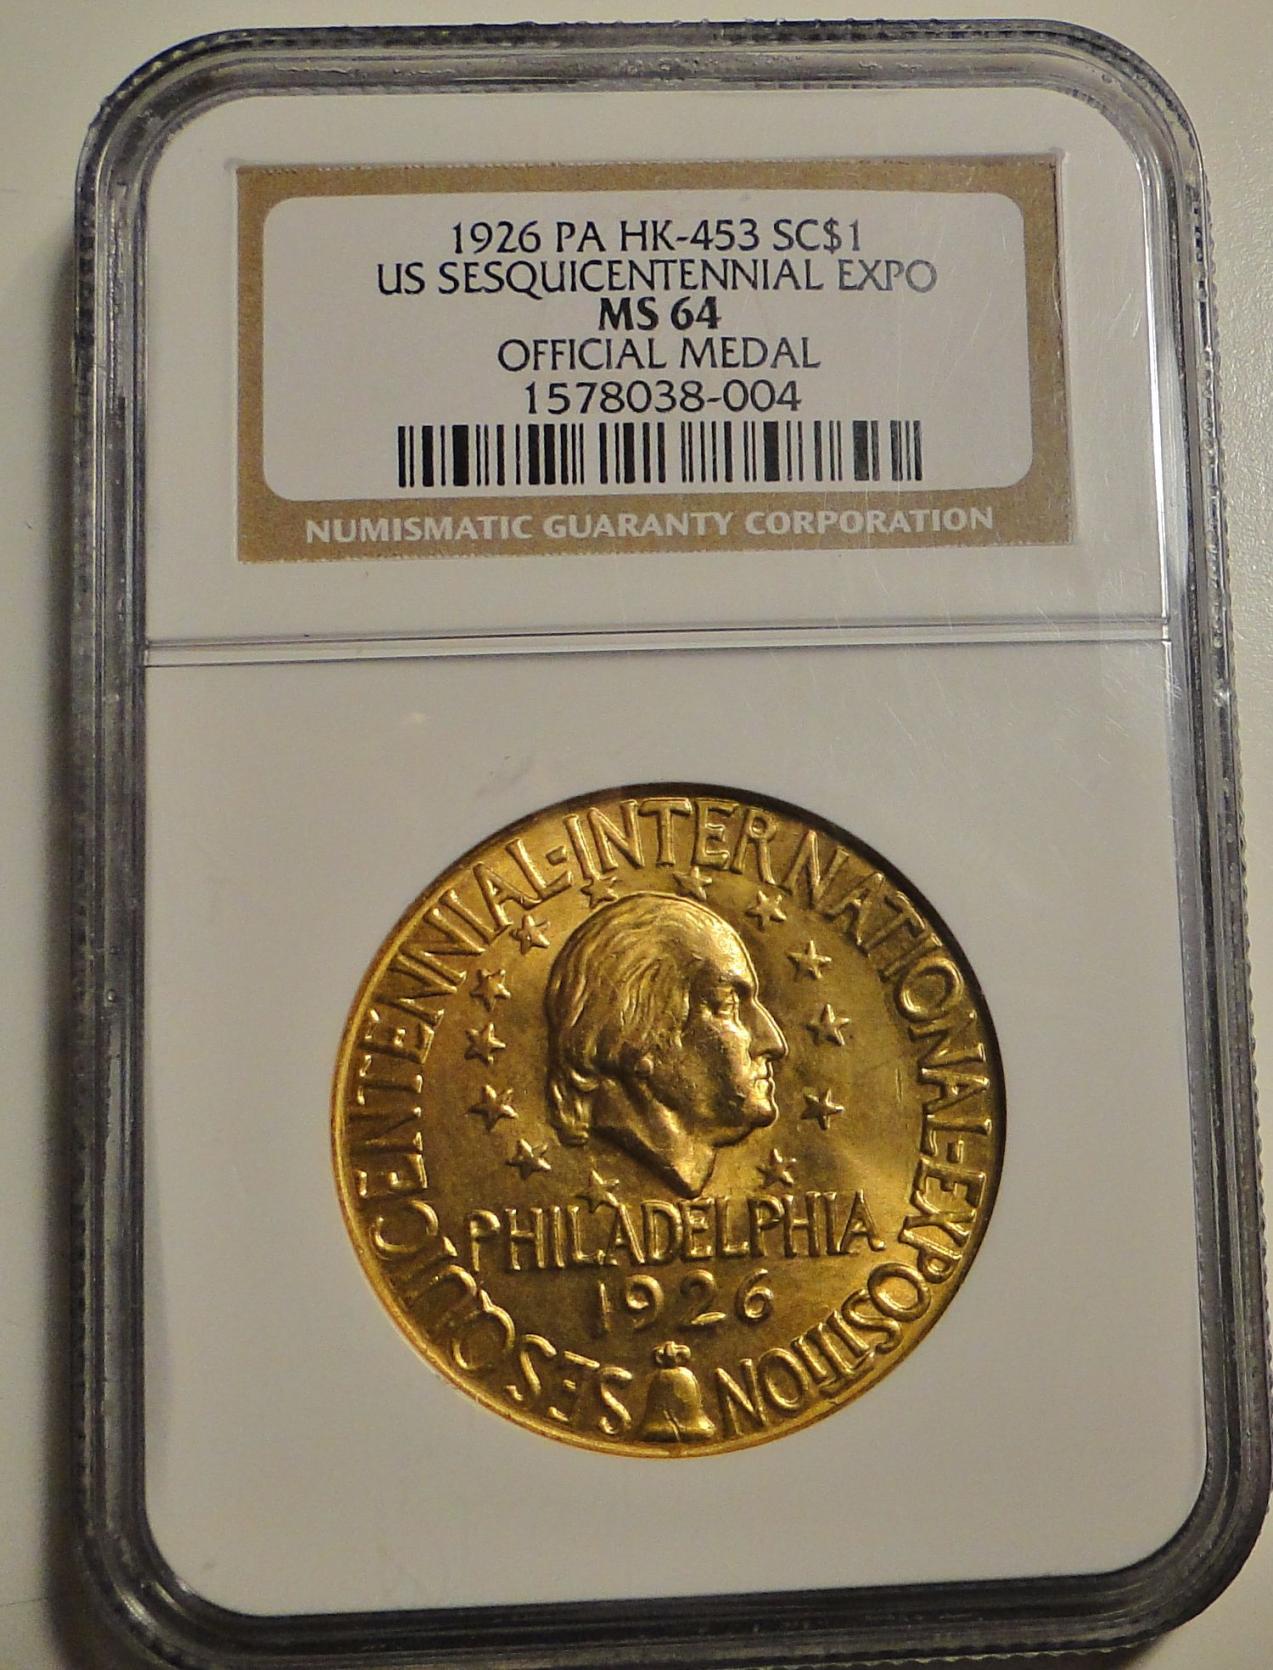 1926 PA HK-453 SC$1
US SESQUICENTENNIAL EXPO
MS 64
OFFICIAL MEDAL
1578038-004
NUMISMATIC GUARANTY CORPORATION
SESQUICENTENNIAL-INTERNATIONAL-EXPOSITION
PHILADELPHIA
1926